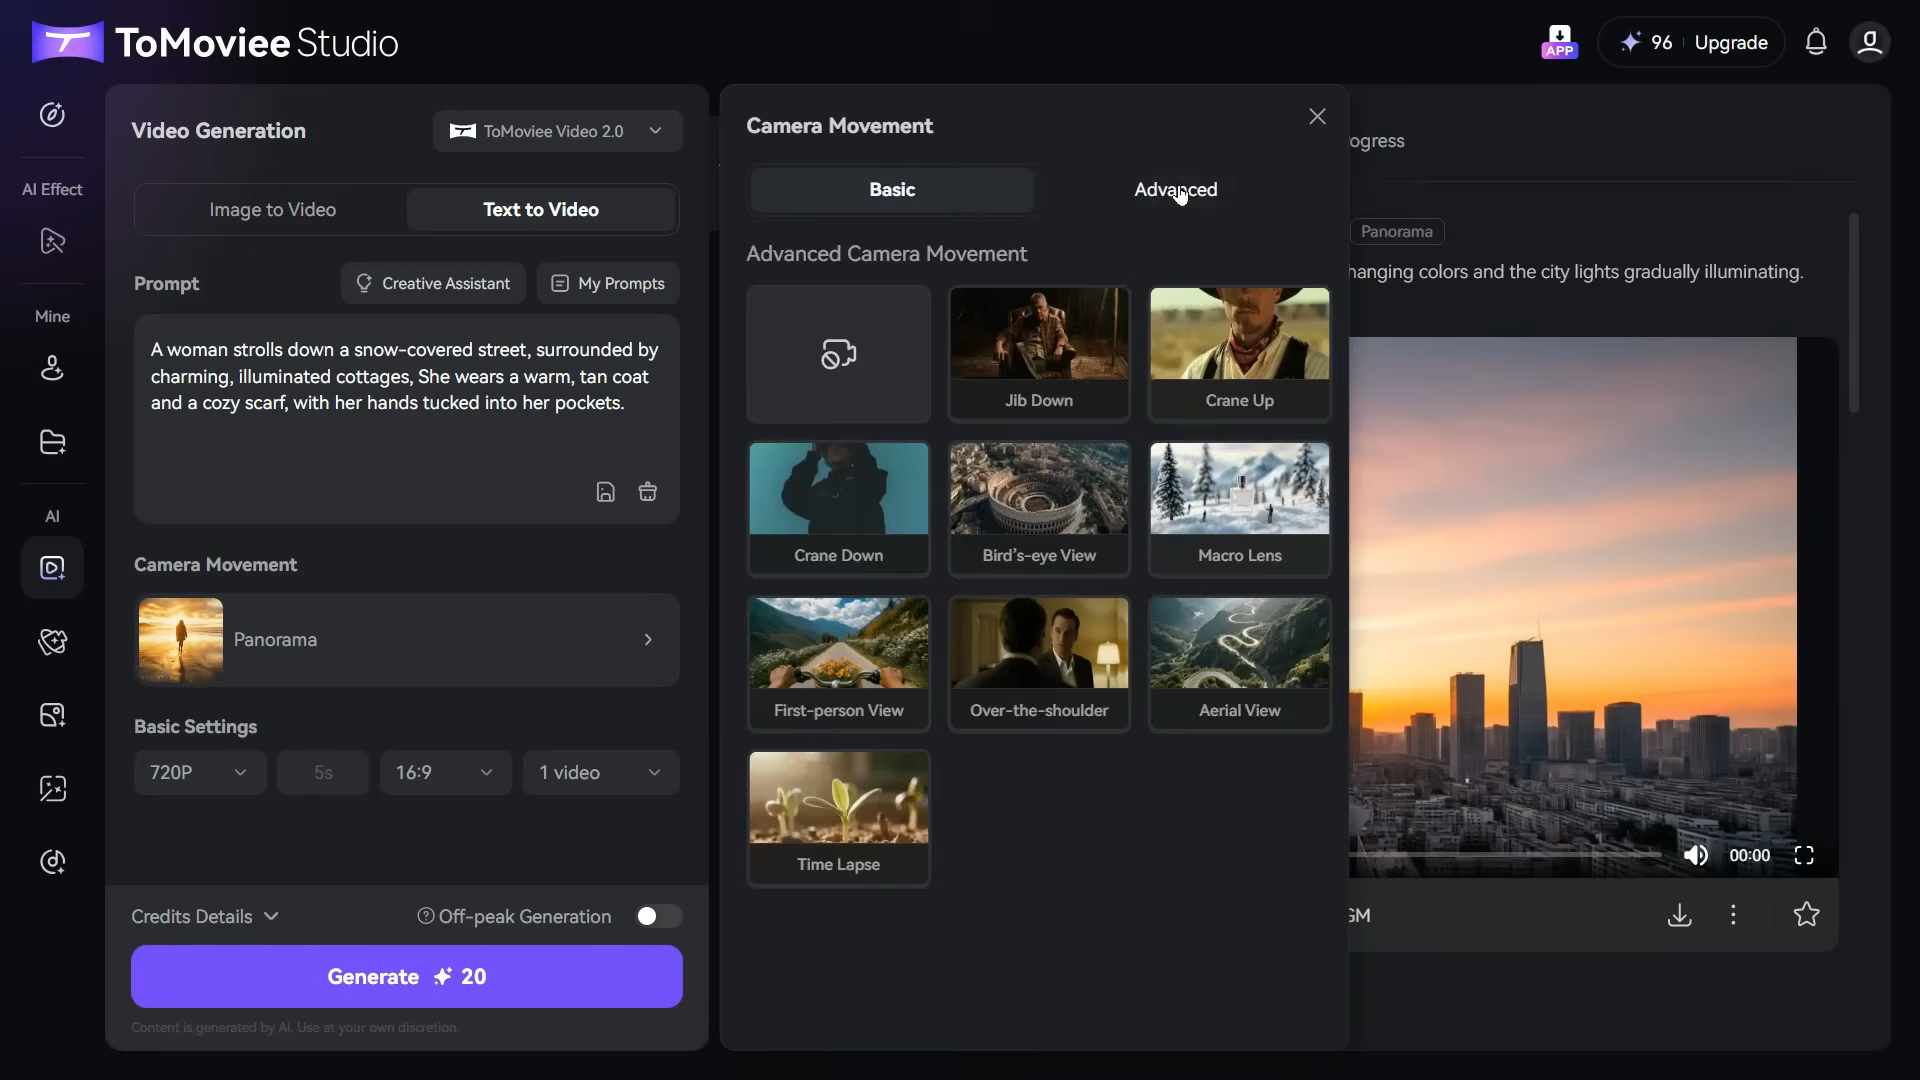 ToMoviee Studio
APP
96
Upgrade
AI Effect
Mine
AI
Video Generation
ToMoviee Video 2.0
Image to Video
Text to Video
Prompt
Creative Assistant
My Prompts
A woman strolls down a snow-covered street, surrounded by
charming, illuminated cottages, She wears a warm, tan coat
and a cozy scarf, with her hands tucked into her pockets.
Camera Movement
Panorama
Basic Settings
720P
5s
16:9
1 video
Credits Details
Off-peak Generation
Generate 20
Content is generated by AI. Use at your own discretion.
Camera Movement
Basic
Advanced
Advanced Camera Movement
Jib Down
Crane Up
Crane Down
Bird's-eye View
Macro Lens
First-person View
Over-the-shoulder
Aerial View
Time Lapse
ogress
Panorama
hanging colors and the city lights gradually illuminating.
00:00
GM